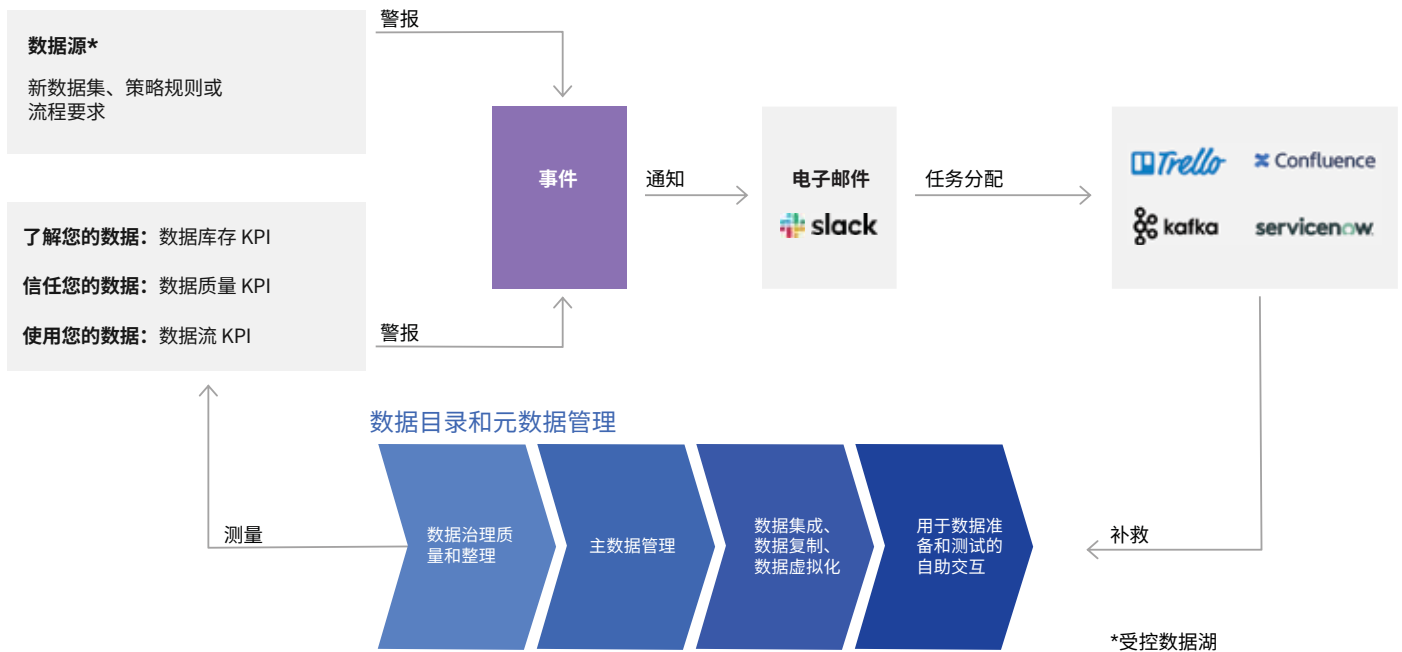 警报
数据源*
新数据集、策略规则或
流程要求
事件
通知
电子邮件
slack
任务分配
Trello
Confluence
kafka
servicenow
了解您的数据：数据库存 KPI
信任您的数据：数据质量 KPI
使用您的数据：数据流 KPI
警报
数据目录和元数据管理
测量
数据治理质
量和整理
主数据管理
数据集成、
数据复制、
数据虚拟化
用于数据准
备和测试的
自助交互
补救
*受控数据湖